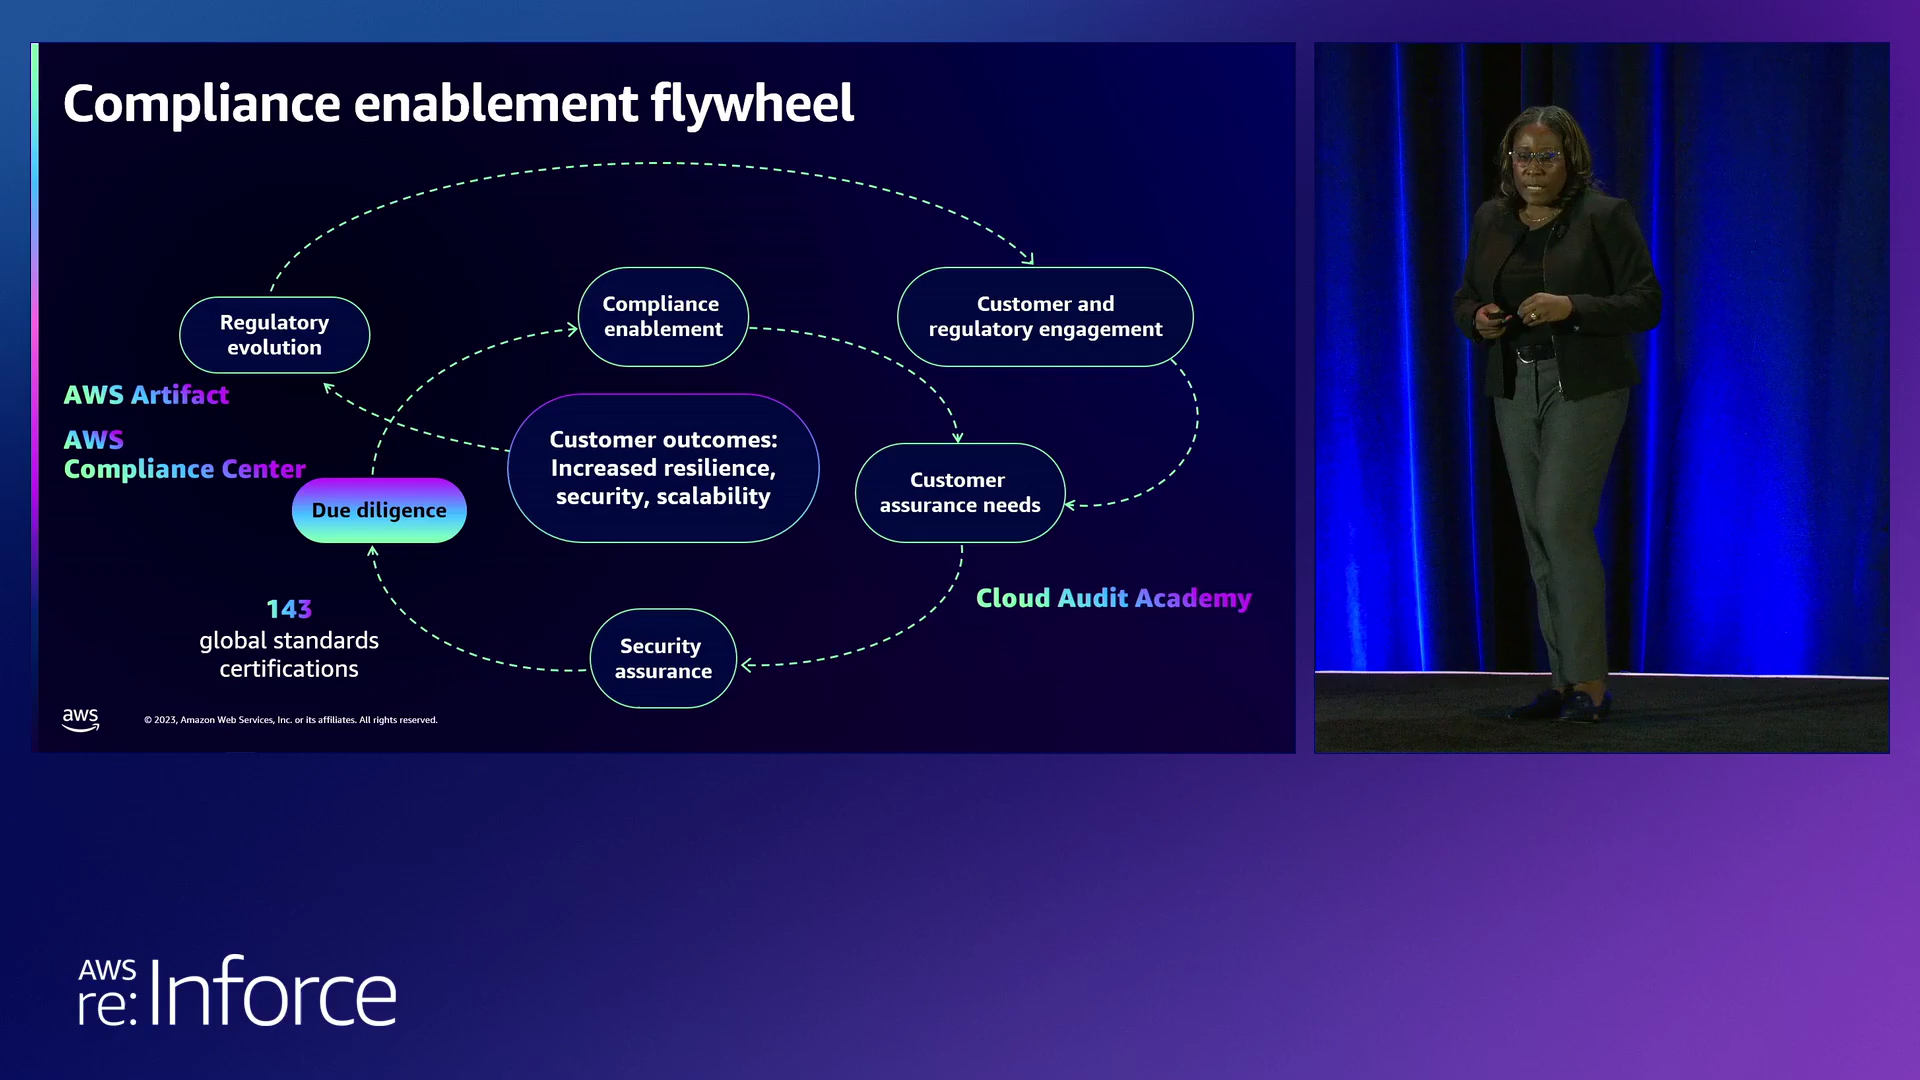 Compliance enablement flywheel
Regulatory
evolution
Compliance
enablement
Customer and
regulatory engagement
AWS Artifact
AWS
Compliance Center
Due diligence
Customer outcomes:
Increased resilience,
security, scalability
Customer
assurance needs
Cloud Audit Academy
143
global standards
certifications
Security
assurance
aws
© 2023, Amazon Web Services, Inc. or its affiliates. All rights reserved.
AWS
re:Inforce